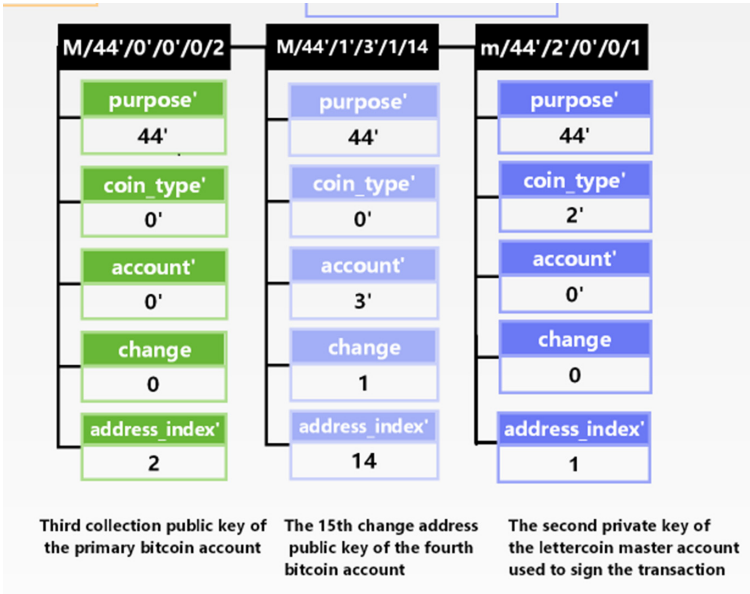 M/44'/0'/0'/0/2
purpose'
44'
coin_type'
0'
account'
0'
change
0
address_index'
2
Third collection public key of
the primary bitcoin account
M/44'/1'/3'/1/14
purpose'
44'
coin_type'
0'
account'
3'
change
1
address_index'
14
The 15th change address
public key of the fourth
bitcoin account
m/44'/2'/0'/0/1
purpose'
44'
coin_type'
2'
account'
0'
change
0
address_index'
1
The second private key of
the lettercoin master account
used to sign the transaction